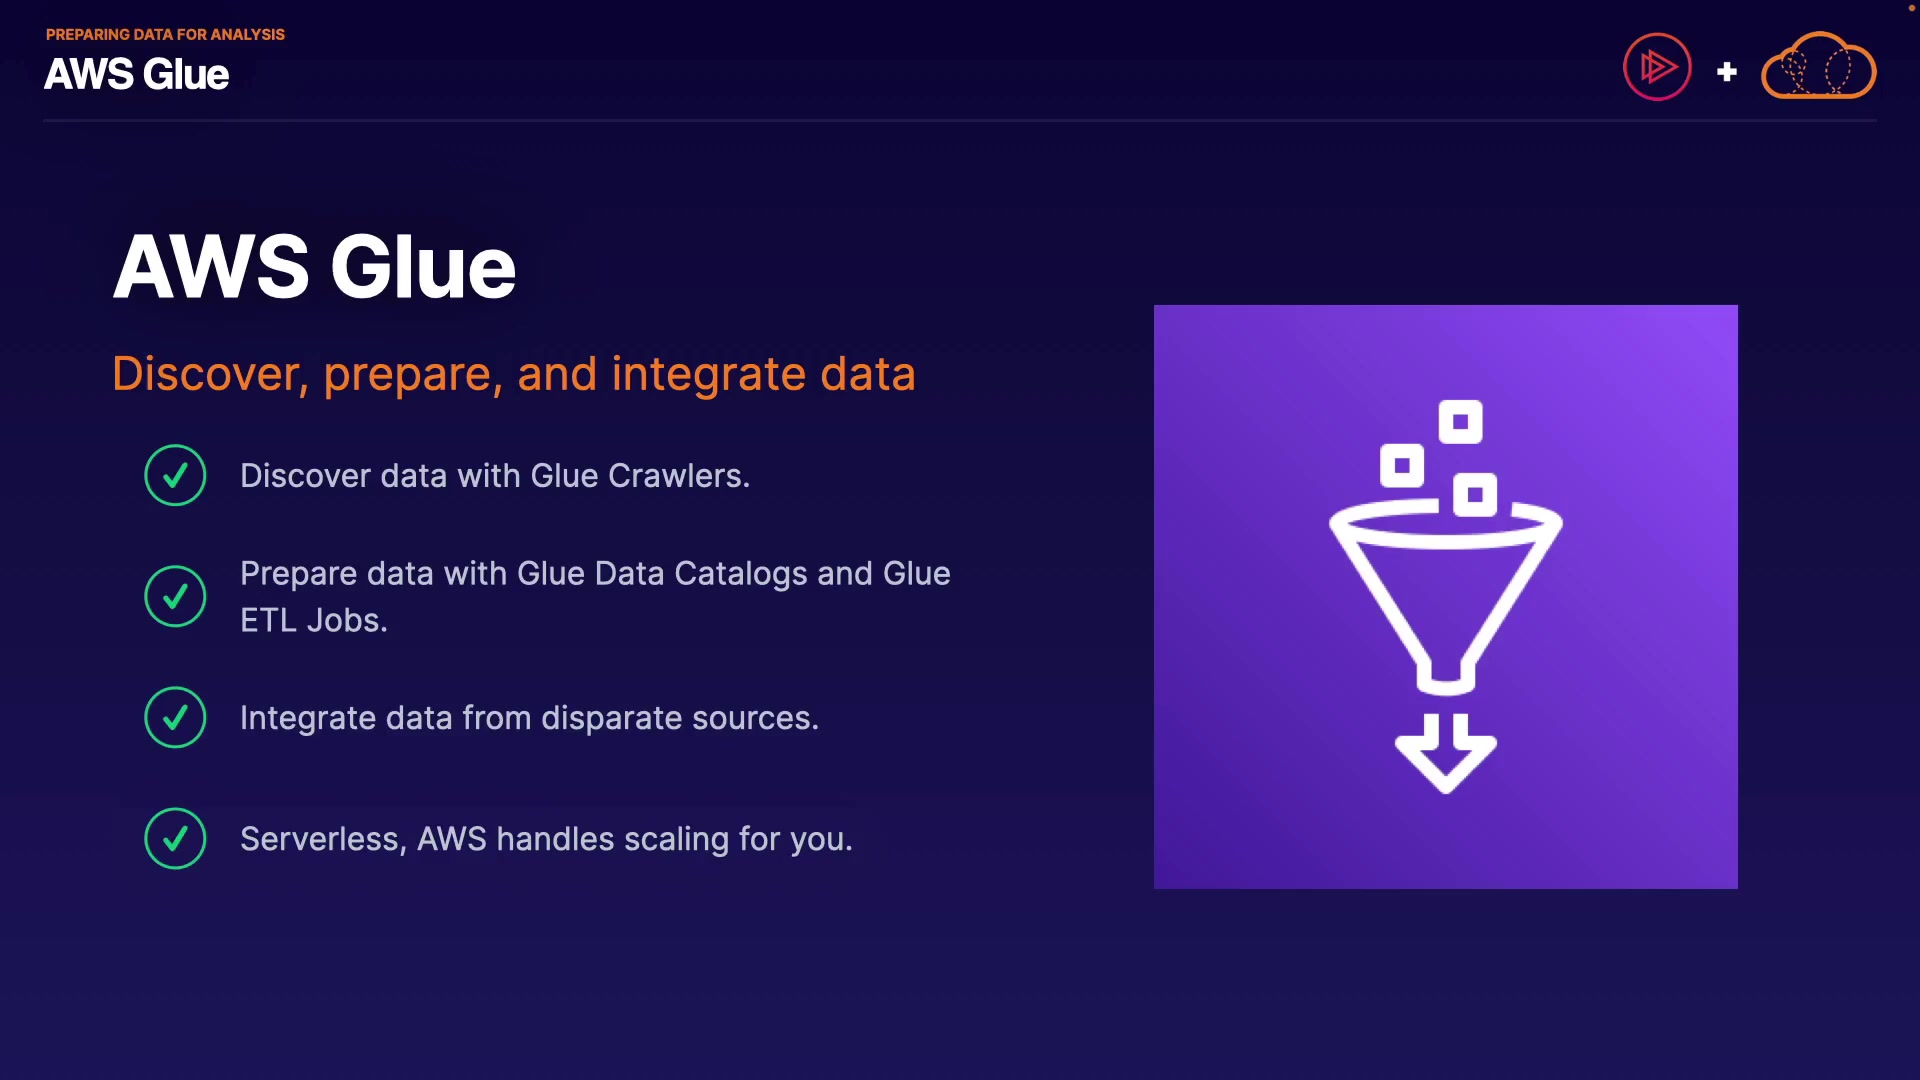 PREPARING DATA FOR ANALYSIS
AWS Glue
AWS Glue
Discover, prepare, and integrate data
Discover data with Glue Crawlers.
Prepare data with Glue Data Catalogs and Glue
ETL Jobs.
Integrate data from disparate sources.
Serverless, AWS handles scaling for you.